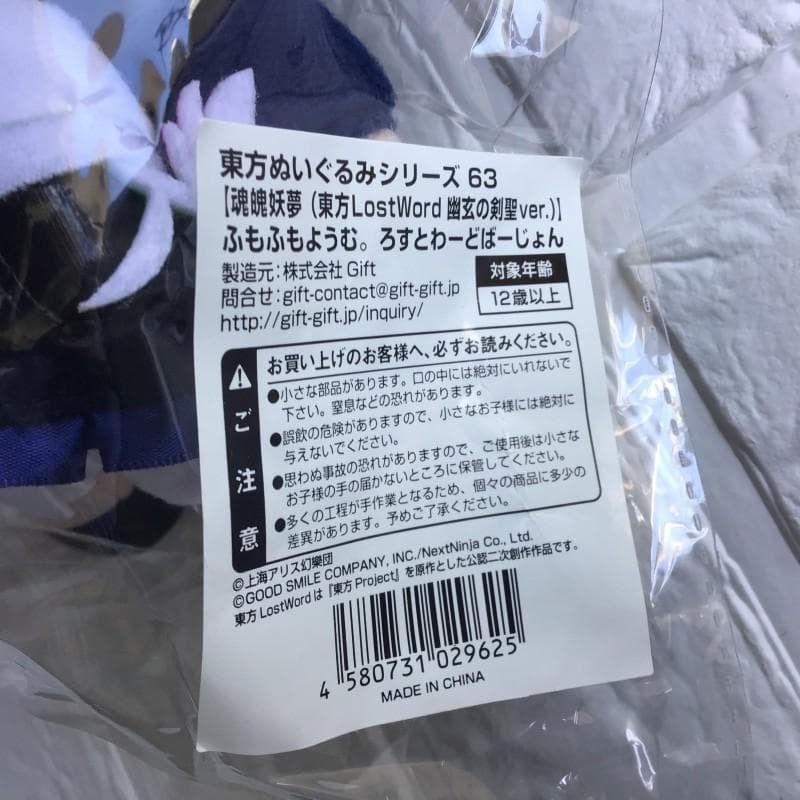 東方ぬいぐるみシリーズ 63
【魂魄妖夢（東方LostWord 幽玄の剣聖ver.）】
ふもふもようむ。ろすとわーどばーじょん
製造元：株式会社 Gift
問合せ：gift-contact@gift-gift.jp
http://gift-gift.jp/inquiry/
対象年齢
12歳以上
ご注意
お買い上げのお客様へ、必ずお読みください。
●小さな部品があります。口の中には絶対にいれないで
下さい。窒息などの恐れがあります。
●誤飲の危険がありますので、小さなお子様には絶対に
与えないでください。
●思わぬ事故の恐れがありますので、ご使用後は小さな
お子様の手の届かないところに保管してください。
●多くの工程が手作業となるため、個々の商品に多少の
差異があります。予めご了承ください。
©上海アリス幻樂団
©GOOD SMILE COMPANY, INC./NextNinja Co., Ltd.
東方 LostWord は『東方 Project』を原作とした公認二次創作作品です。
4 580731 029625
MADE IN CHINA